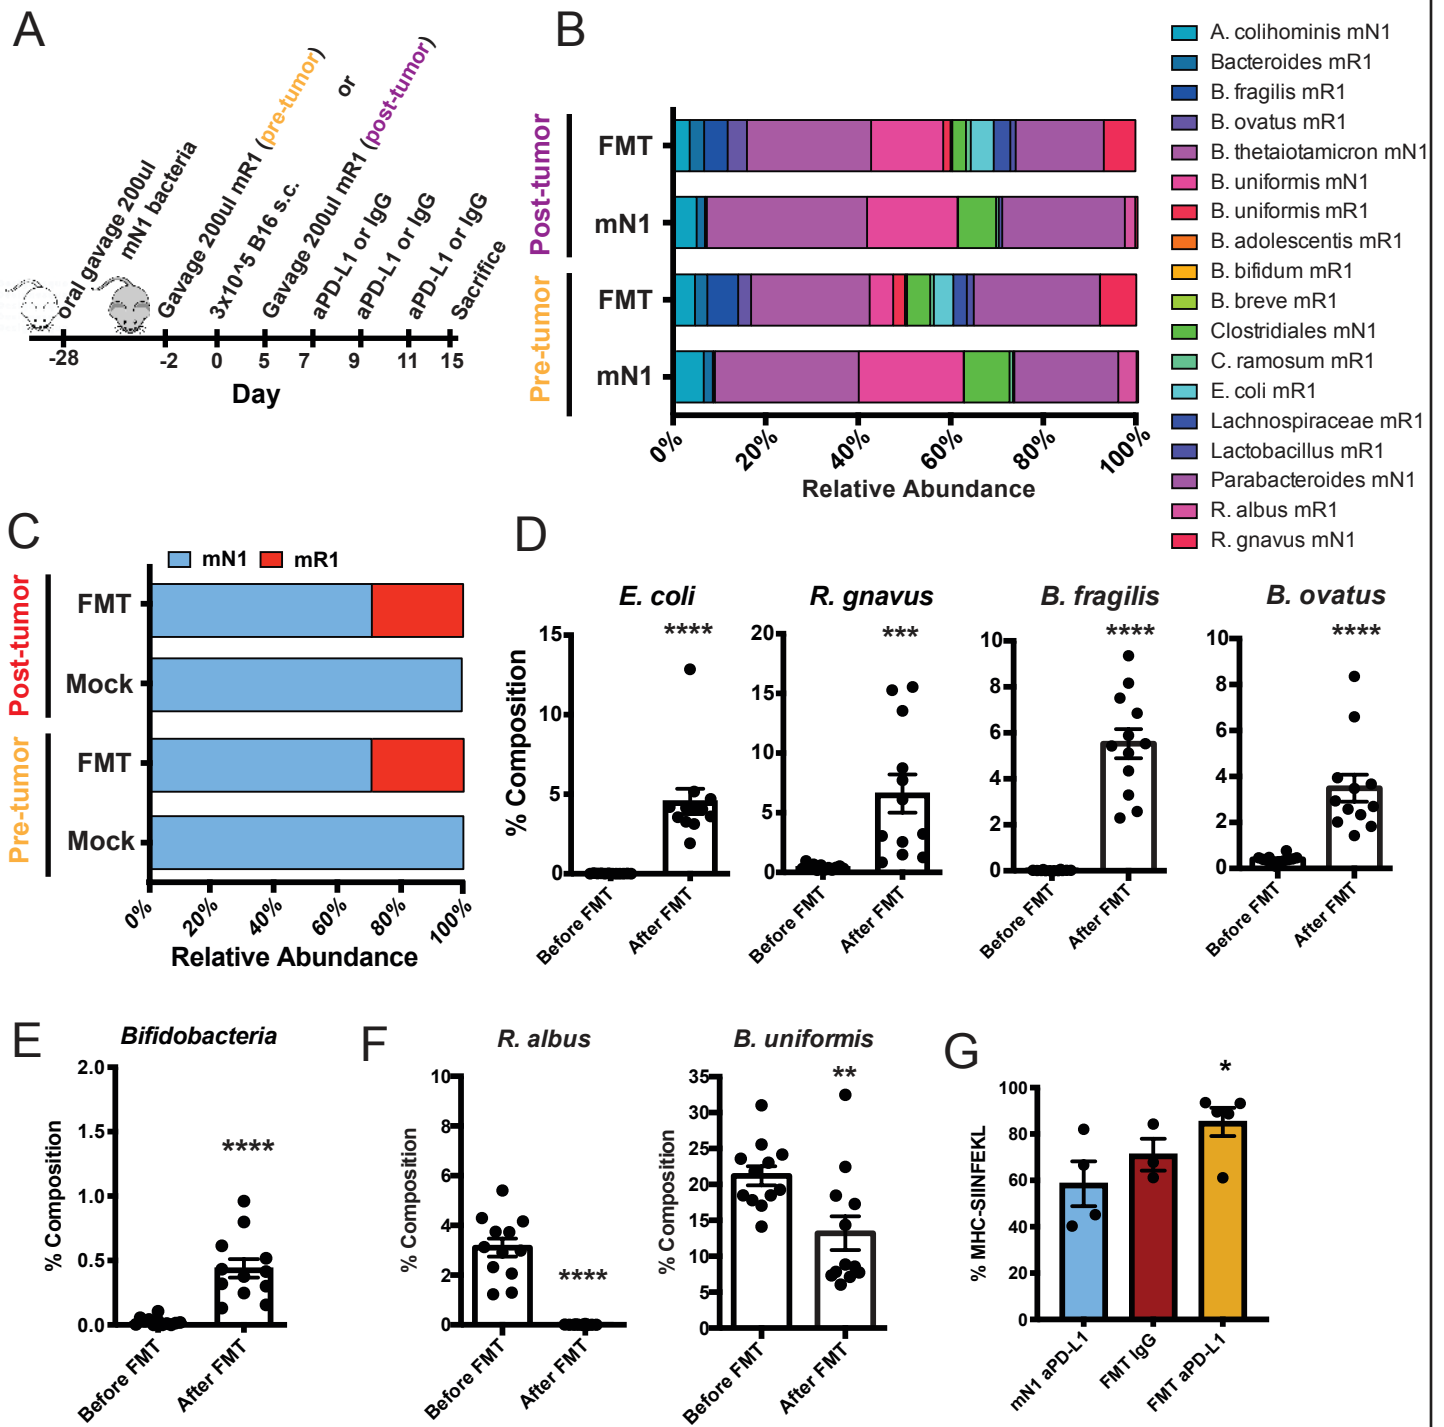 A
oral gavage 200ul
mN1 bacteria
Gavage 200ul mR1 (pre-tumor)
or
3x10^5 B16 s.c.
Gavage 200ul mR1 (post-tumor)
aPD-L1 or IgG
aPD-L1 or IgG
aPD-L1 or IgG
Sacrifice
-28 -2 0 5 7 9 11 15
Day
B
Post-tumor
FMT
mN1
Pre-tumor
FMT
mN1
0% 20% 40% 60% 80% 100%
Relative Abundance
A. colihominis mN1
Bacteroides mR1
B. fragilis mR1
B. ovatus mR1
B. thetaiotamicron mN1
B. uniformis mN1
B. uniformis mR1
B. adolescentis mR1
B. bifidum mR1
B. breve mR1
Clostridiales mN1
C. ramosum mR1
E. coli mR1
Lachnospiraceae mR1
Lactobacillus mR1
Parabacteroides mN1
R. albus mR1
R. gnavus mN1
C
mN1 mR1
Post-tumor
FMT
Mock
Pre-tumor
FMT
Mock
0% 20% 40% 60% 80% 100%
Relative Abundance
D
% Composition
E. coli
****
15
10
5
0
Before FMT
After FMT
R. gnavus
***
20
15
10
5
0
Before FMT
After FMT
B. fragilis
****
10
8
6
4
2
0
Before FMT
After FMT
B. ovatus
****
10
8
6
4
2
0
Before FMT
After FMT
E
Bifidobacteria
% Composition
****
2.0
1.5
1.0
0.5
0.0
Before FMT
After FMT
F
R. albus
% Composition
****
10
8
6
4
2
0
Before FMT
After FMT
B. uniformis
% Composition
**
35
30
25
20
15
10
5
0
Before FMT
After FMT
G
% MHC-SIINFEKL
*
100
80
60
40
20
0
mN1 aPD-L1
FMT IgG
FMT aPD-L1